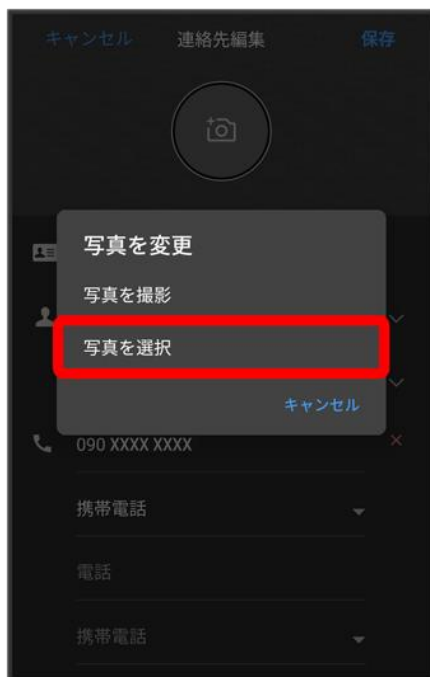 キャンセル 連絡先編集 保存
写真を変更
写真を撮影
写真を選択
キャンセル
090 XXXX XXXX
携帯電話
電話
携帯電話